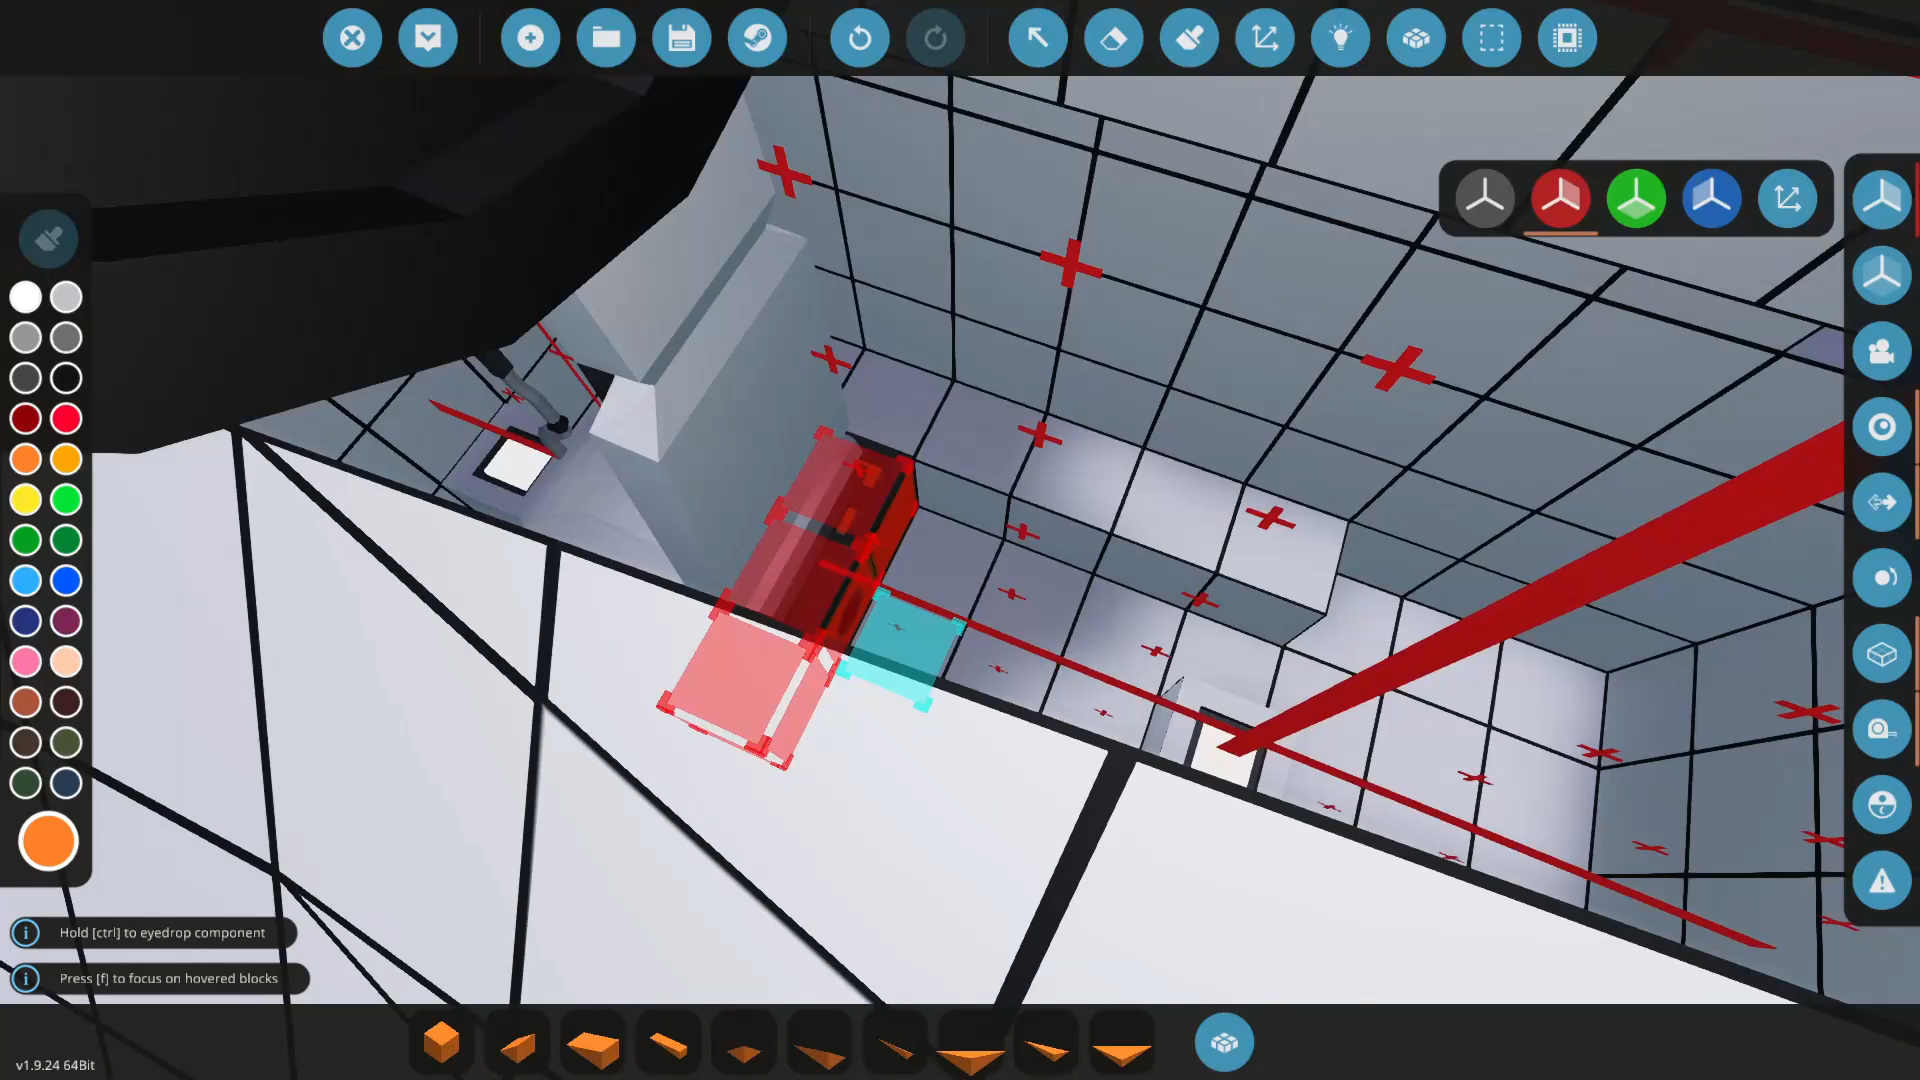 Hold [ctrl] to eyedrop component
Press [f] to focus on hovered blocks
v1.9.24 64Bit